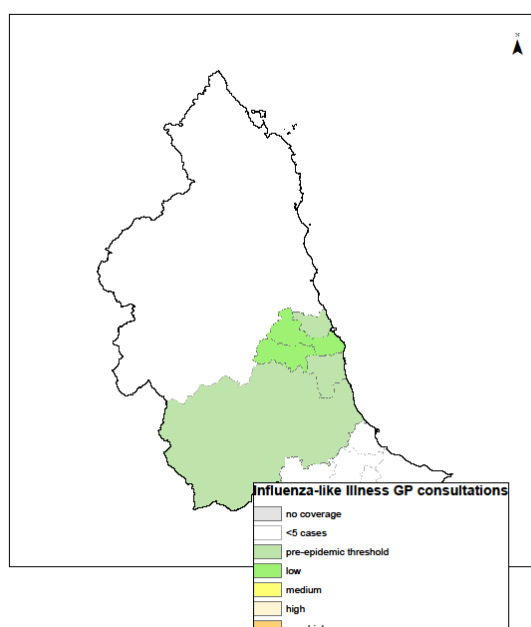 N
Influenza-like Illness GP consultations
no coverage
<5 cases
pre-epidemic threshold
low
medium
high